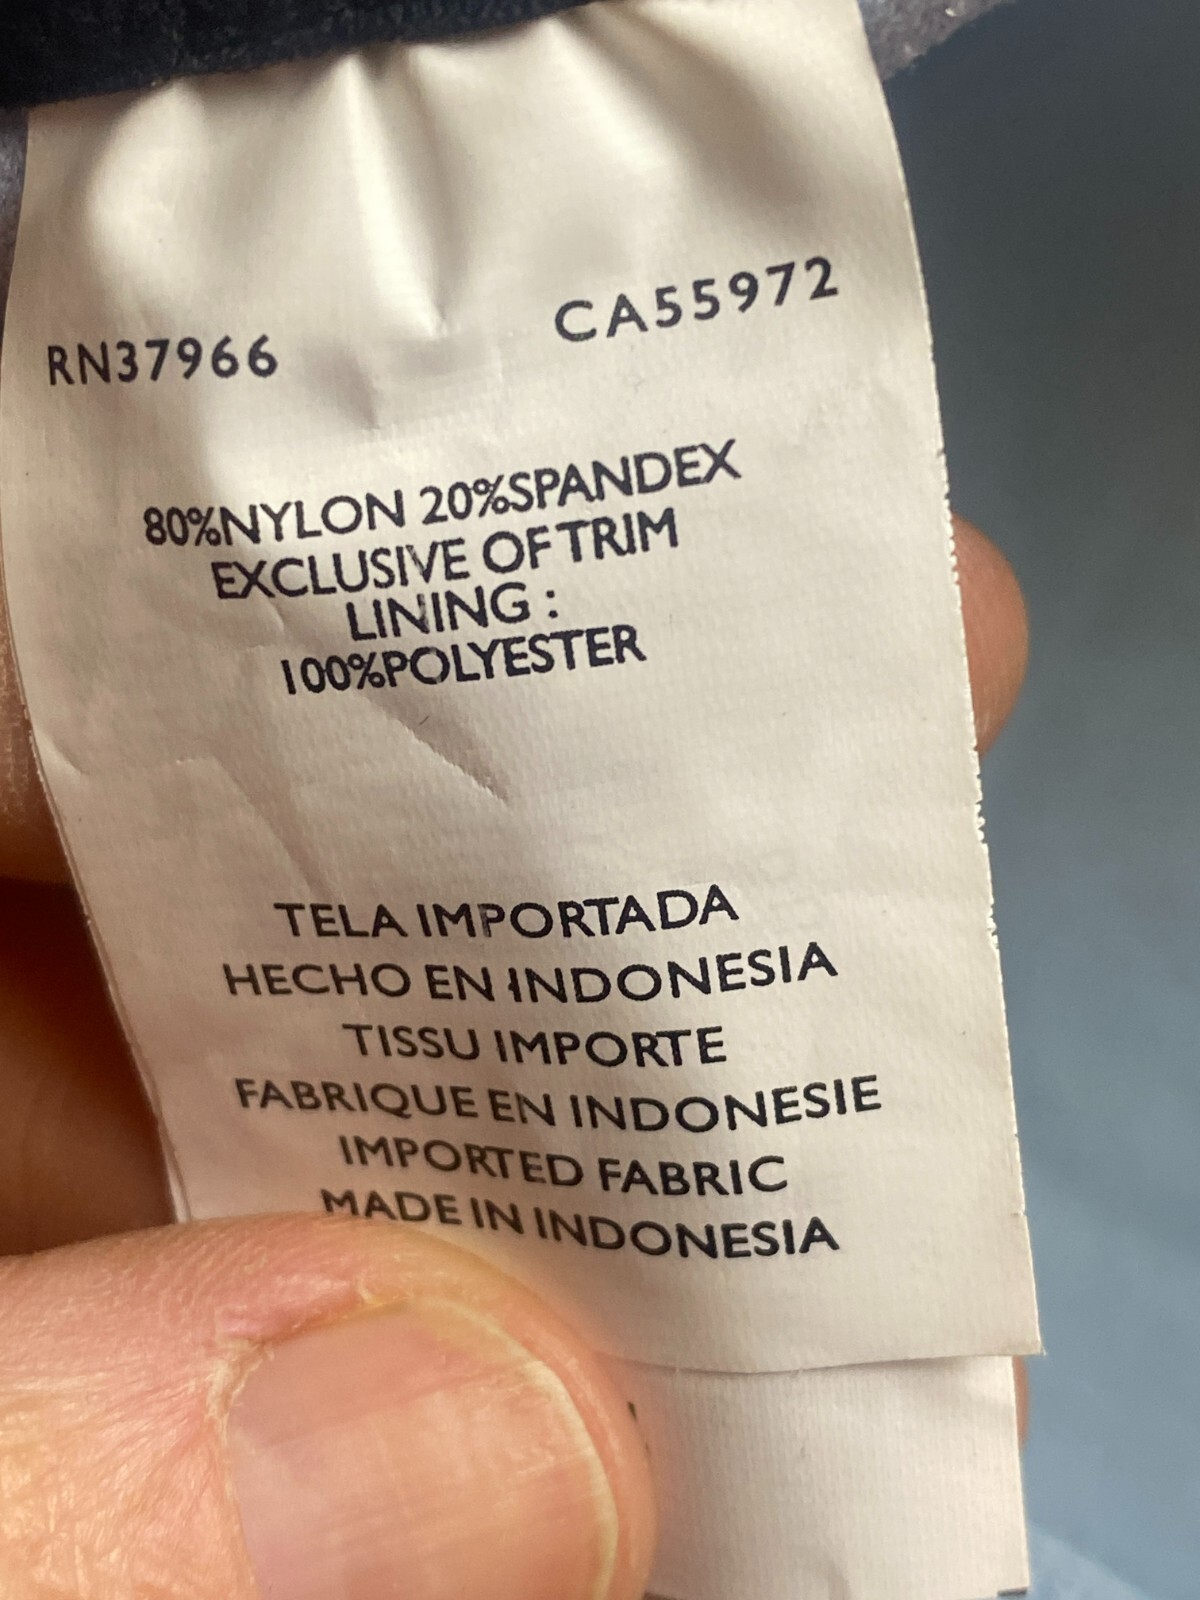 RN37966 CA55972
80%NYLON 20%SPANDEX
EXCLUSIVE OF TRIM
LINING :
100%POLYESTER
TELA IMPORTADA
HECHO EN INDONESIA
TISSU IMPORTE
FABRIQUE EN INDONESIE
IMPORTED FABRIC
MADE IN INDONESIA